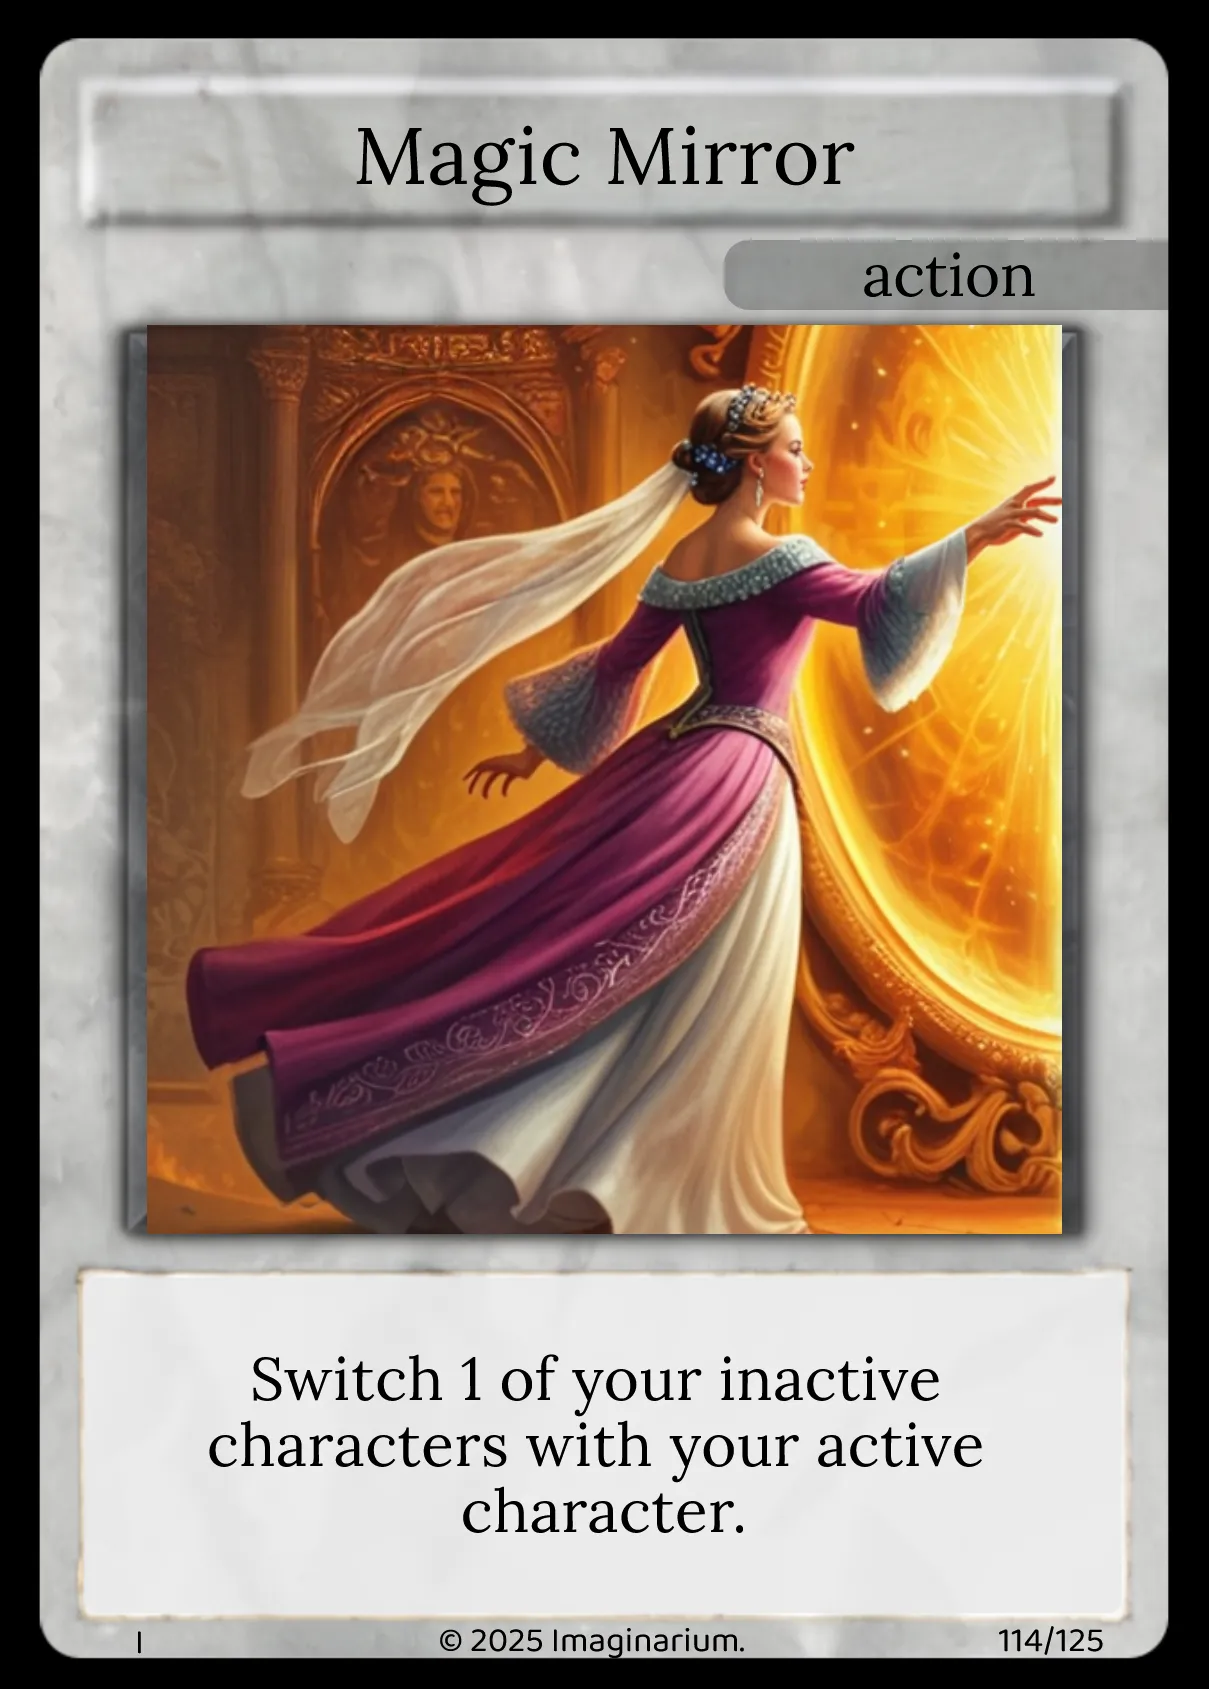 Magic Mirror
action
Switch 1 of your inactive
characters with your active
character.
I
© 2025 Imaginarium.
114/125